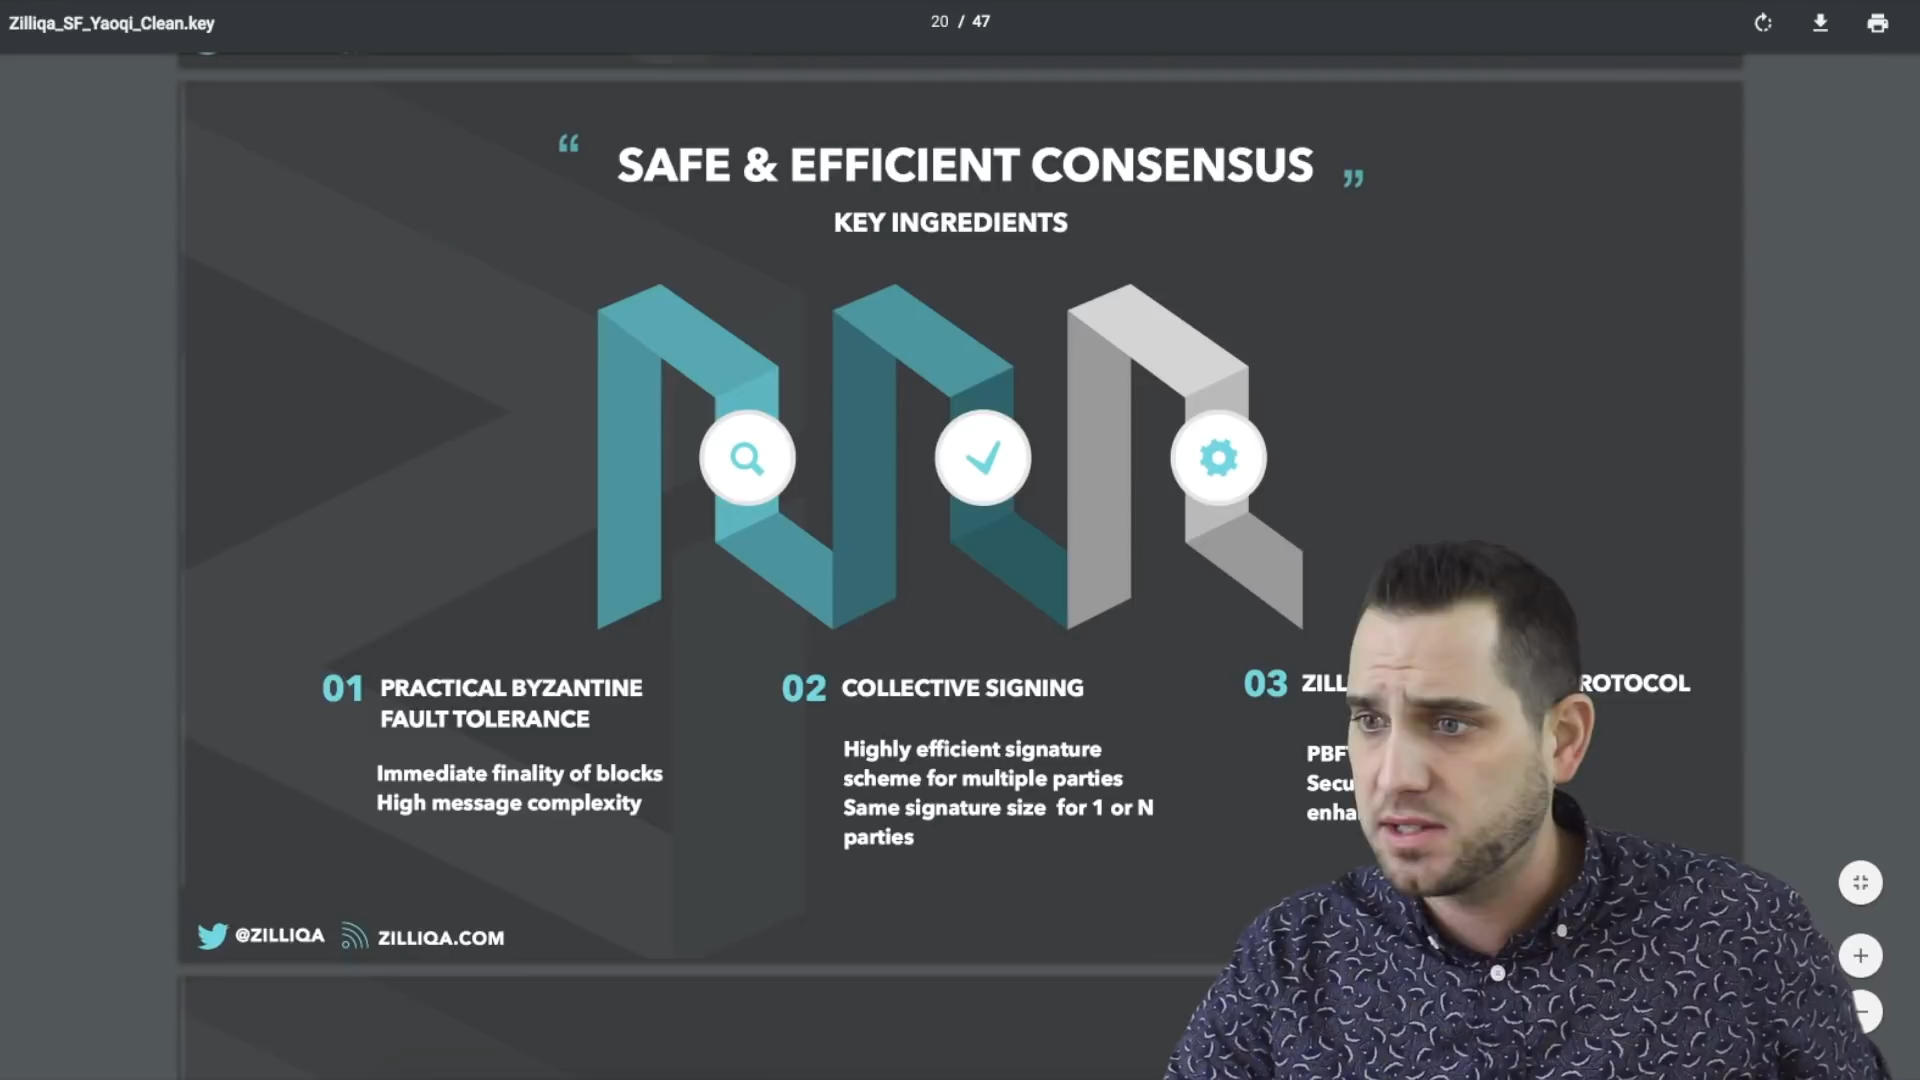 Zilliqa_SF_Yaoqi_Clean.key
20 / 47
“ SAFE & EFFICIENT CONSENSUS ”
KEY INGREDIENTS
01 PRACTICAL BYZANTINE
FAULT TOLERANCE
Immediate finality of blocks
High message complexity
02 COLLECTIVE SIGNING
Highly efficient signature
scheme for multiple parties
Same signature size for 1 or N
parties
03
@ZILLIQA
ZILLIQA.COM